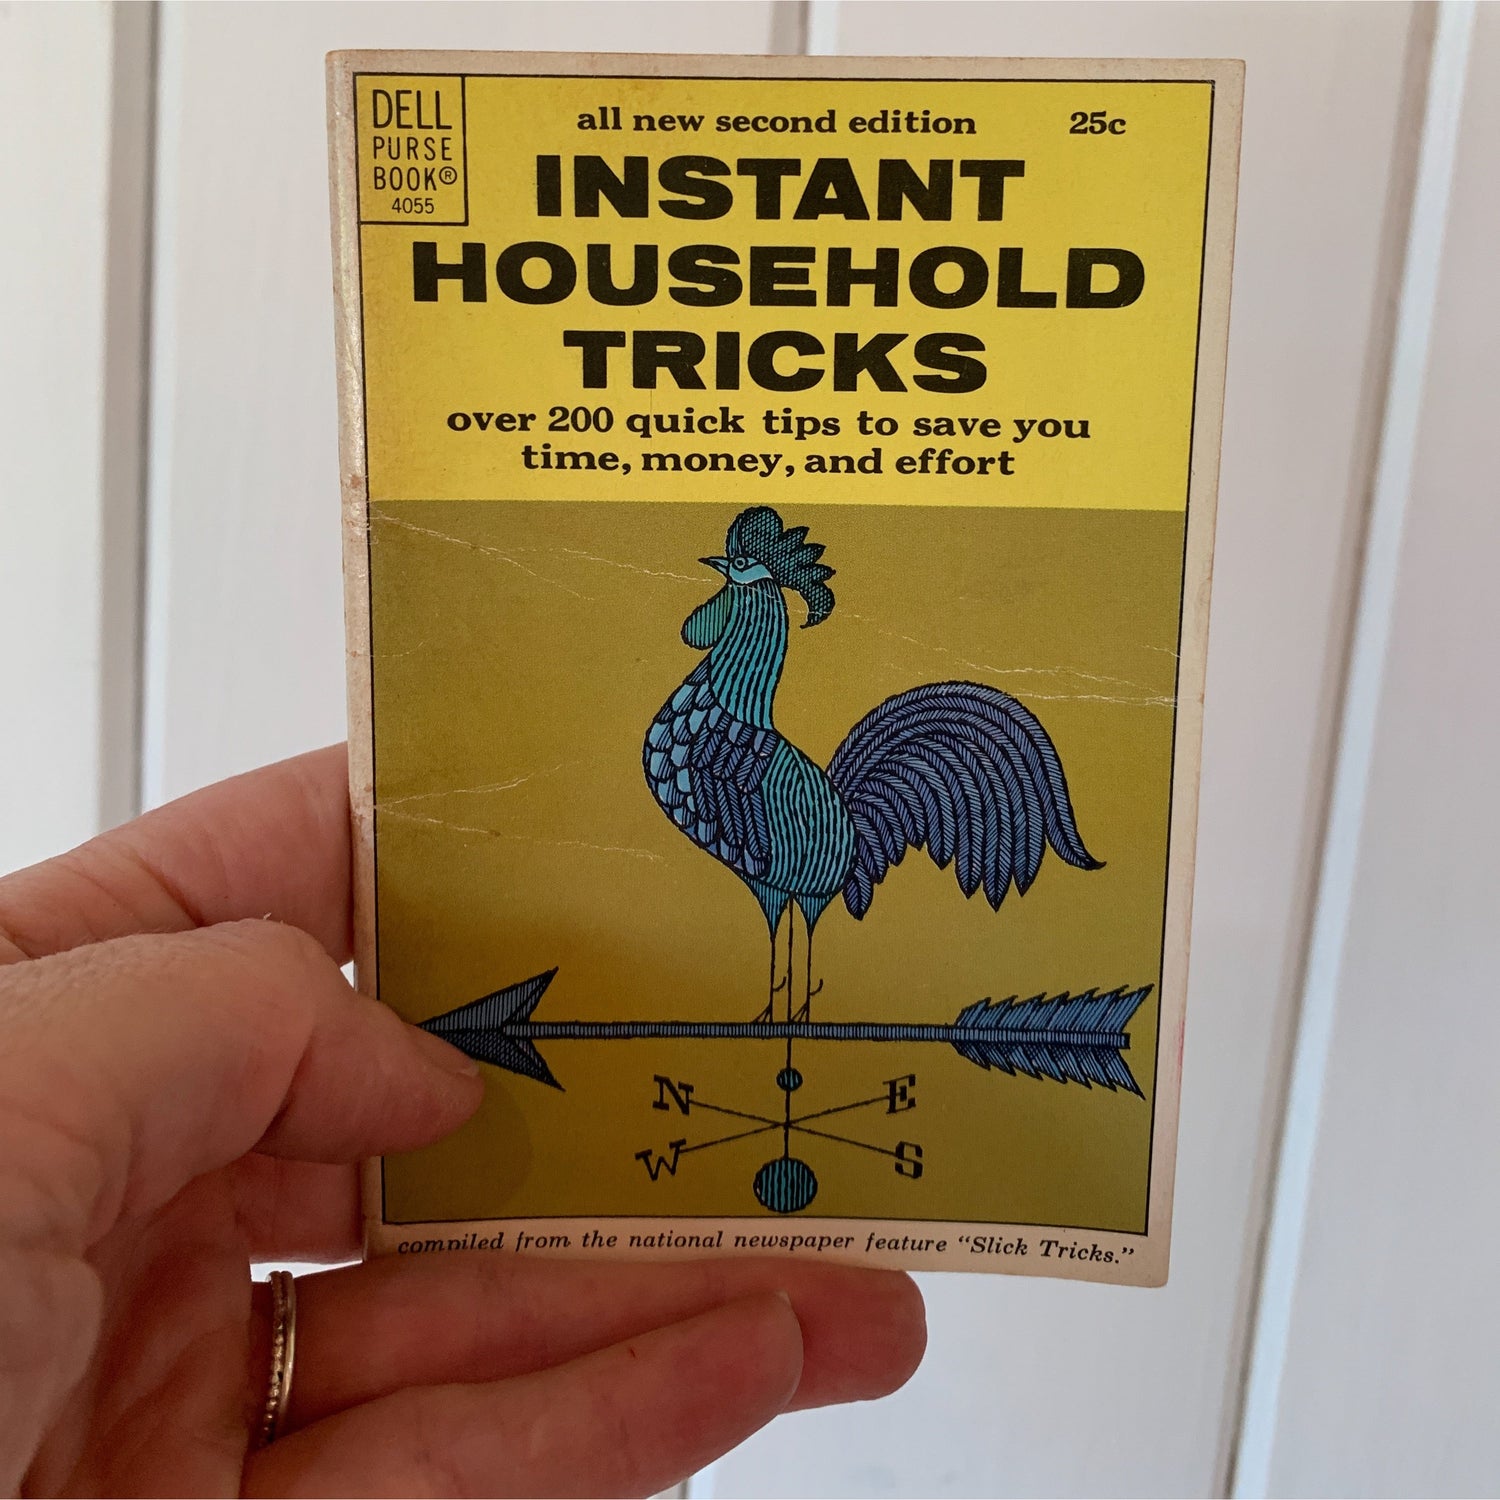 DELL
PURSE
BOOK®
4055
all new second edition 25c
INSTANT
HOUSEHOLD
TRICKS
over 200 quick tips to save you
time, money, and effort
N E
W S
compiled from the national newspaper feature “Slick Tricks.”